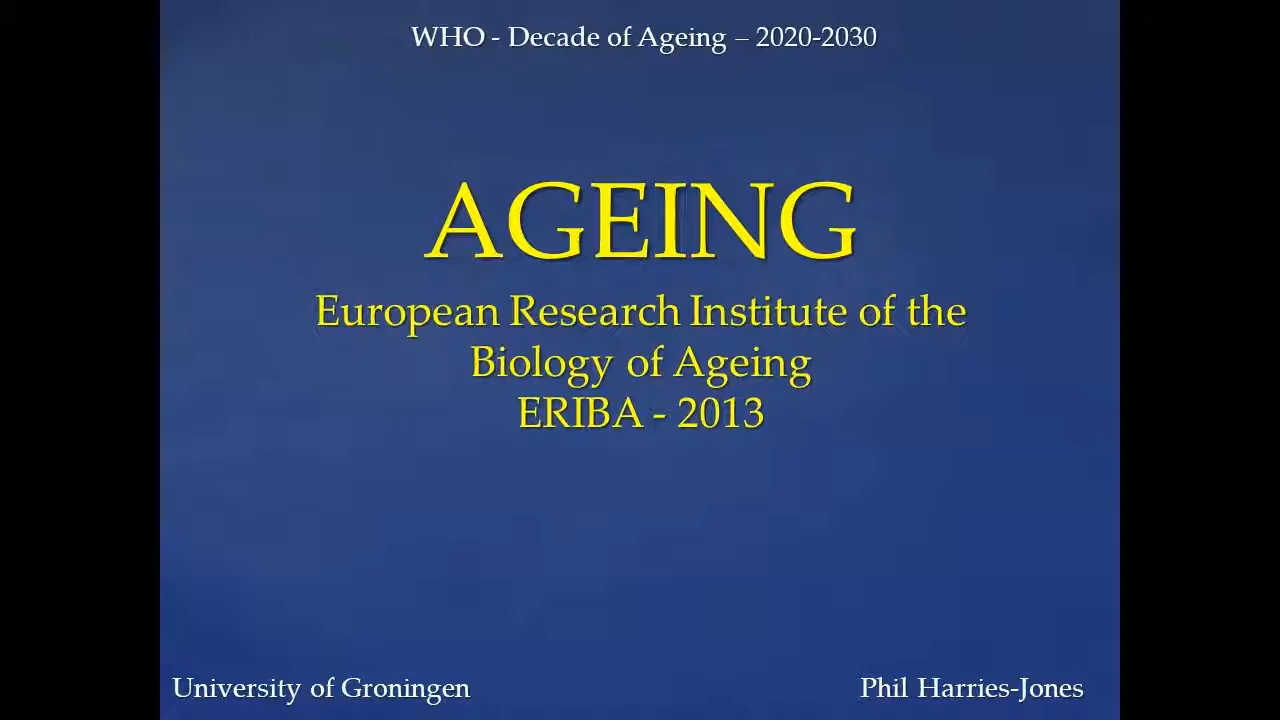 WHO - Decade of Ageing – 2020-2030
AGEING
European Research Institute of the
Biology of Ageing
ERIBA - 2013
University of Groningen
Phil Harries-Jones